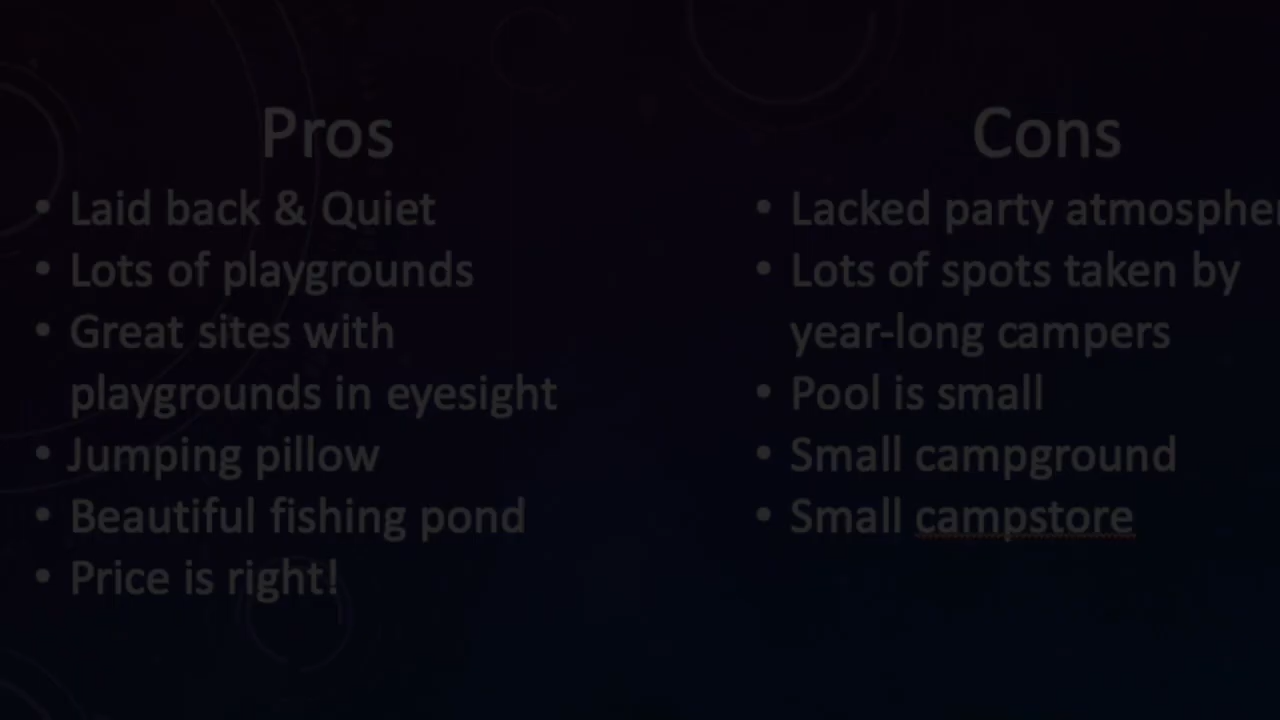 Pros
• Laid back & Quiet
• Lots of playgrounds
• Great sites with
playgrounds in eyesight
• Jumping pillow
• Beautiful fishing pond
• Price is right!
Cons
• Lacked party atmospher
• Lots of spots taken by
year-long campers
• Pool is small
• Small campground
• Small campstore